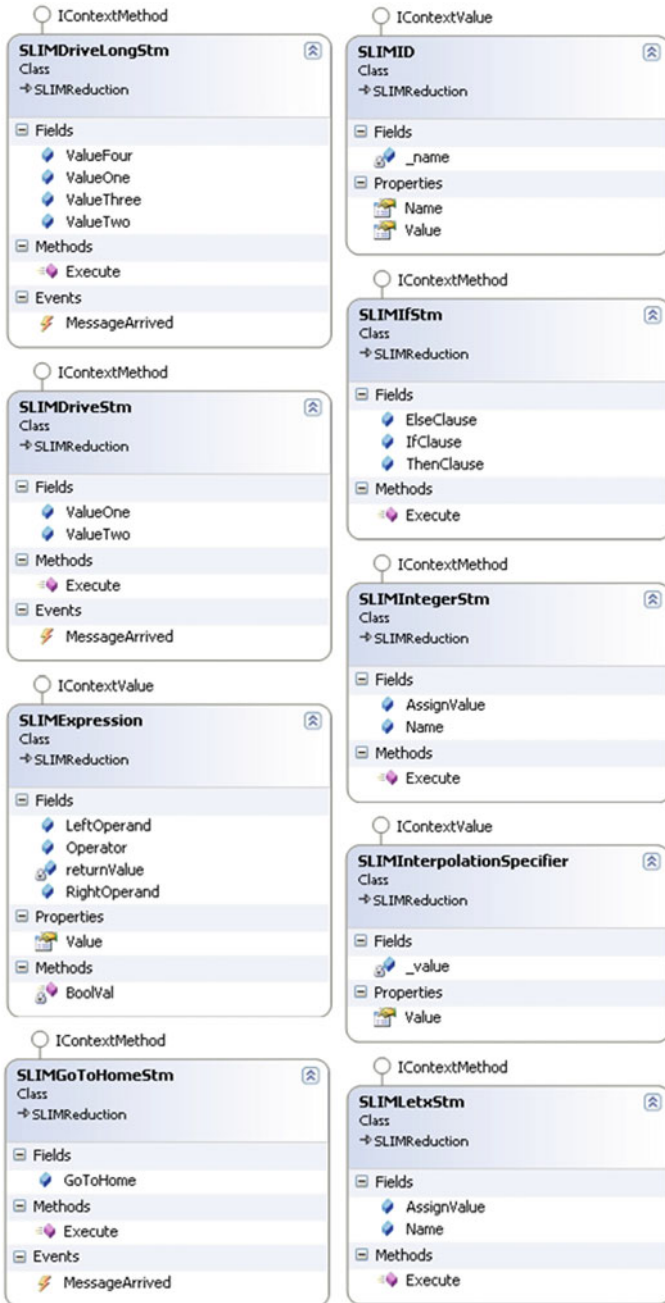 IContextMethod
SLIMDriveLongStm
Class
SLIMReduction
Fields
ValueFour
ValueOne
ValueThree
ValueTwo
Methods
Execute
Events
MessageArrived
IContextMethod
SLIMDriveStm
Class
SLIMReduction
Fields
ValueOne
ValueTwo
Methods
Execute
Events
MessageArrived
IContextValue
SLIMExpression
Class
SLIMReduction
Fields
LeftOperand
Operator
returnValue
RightOperand
Properties
Value
Methods
BoolVal
IContextMethod
SLIMGoToHomeStm
Class
SLIMReduction
Fields
GoToHome
Methods
Execute
Events
MessageArrived
IContextValue
SLIMID
Class
SLIMReduction
Fields
_name
Properties
Name
Value
IContextMethod
SLIMIfStm
Class
SLIMReduction
Fields
ElseClause
IfClause
ThenClause
Methods
Execute
IContextMethod
SLIMIntegerStm
Class
SLIMReduction
Fields
AssignValue
Name
Methods
Execute
IContextValue
SLIMInterpolationSpecifier
Class
SLIMReduction
Fields
_value
Properties
Value
IContextMethod
SLIMLetxStm
Class
SLIMReduction
Fields
AssignValue
Name
Methods
Execute